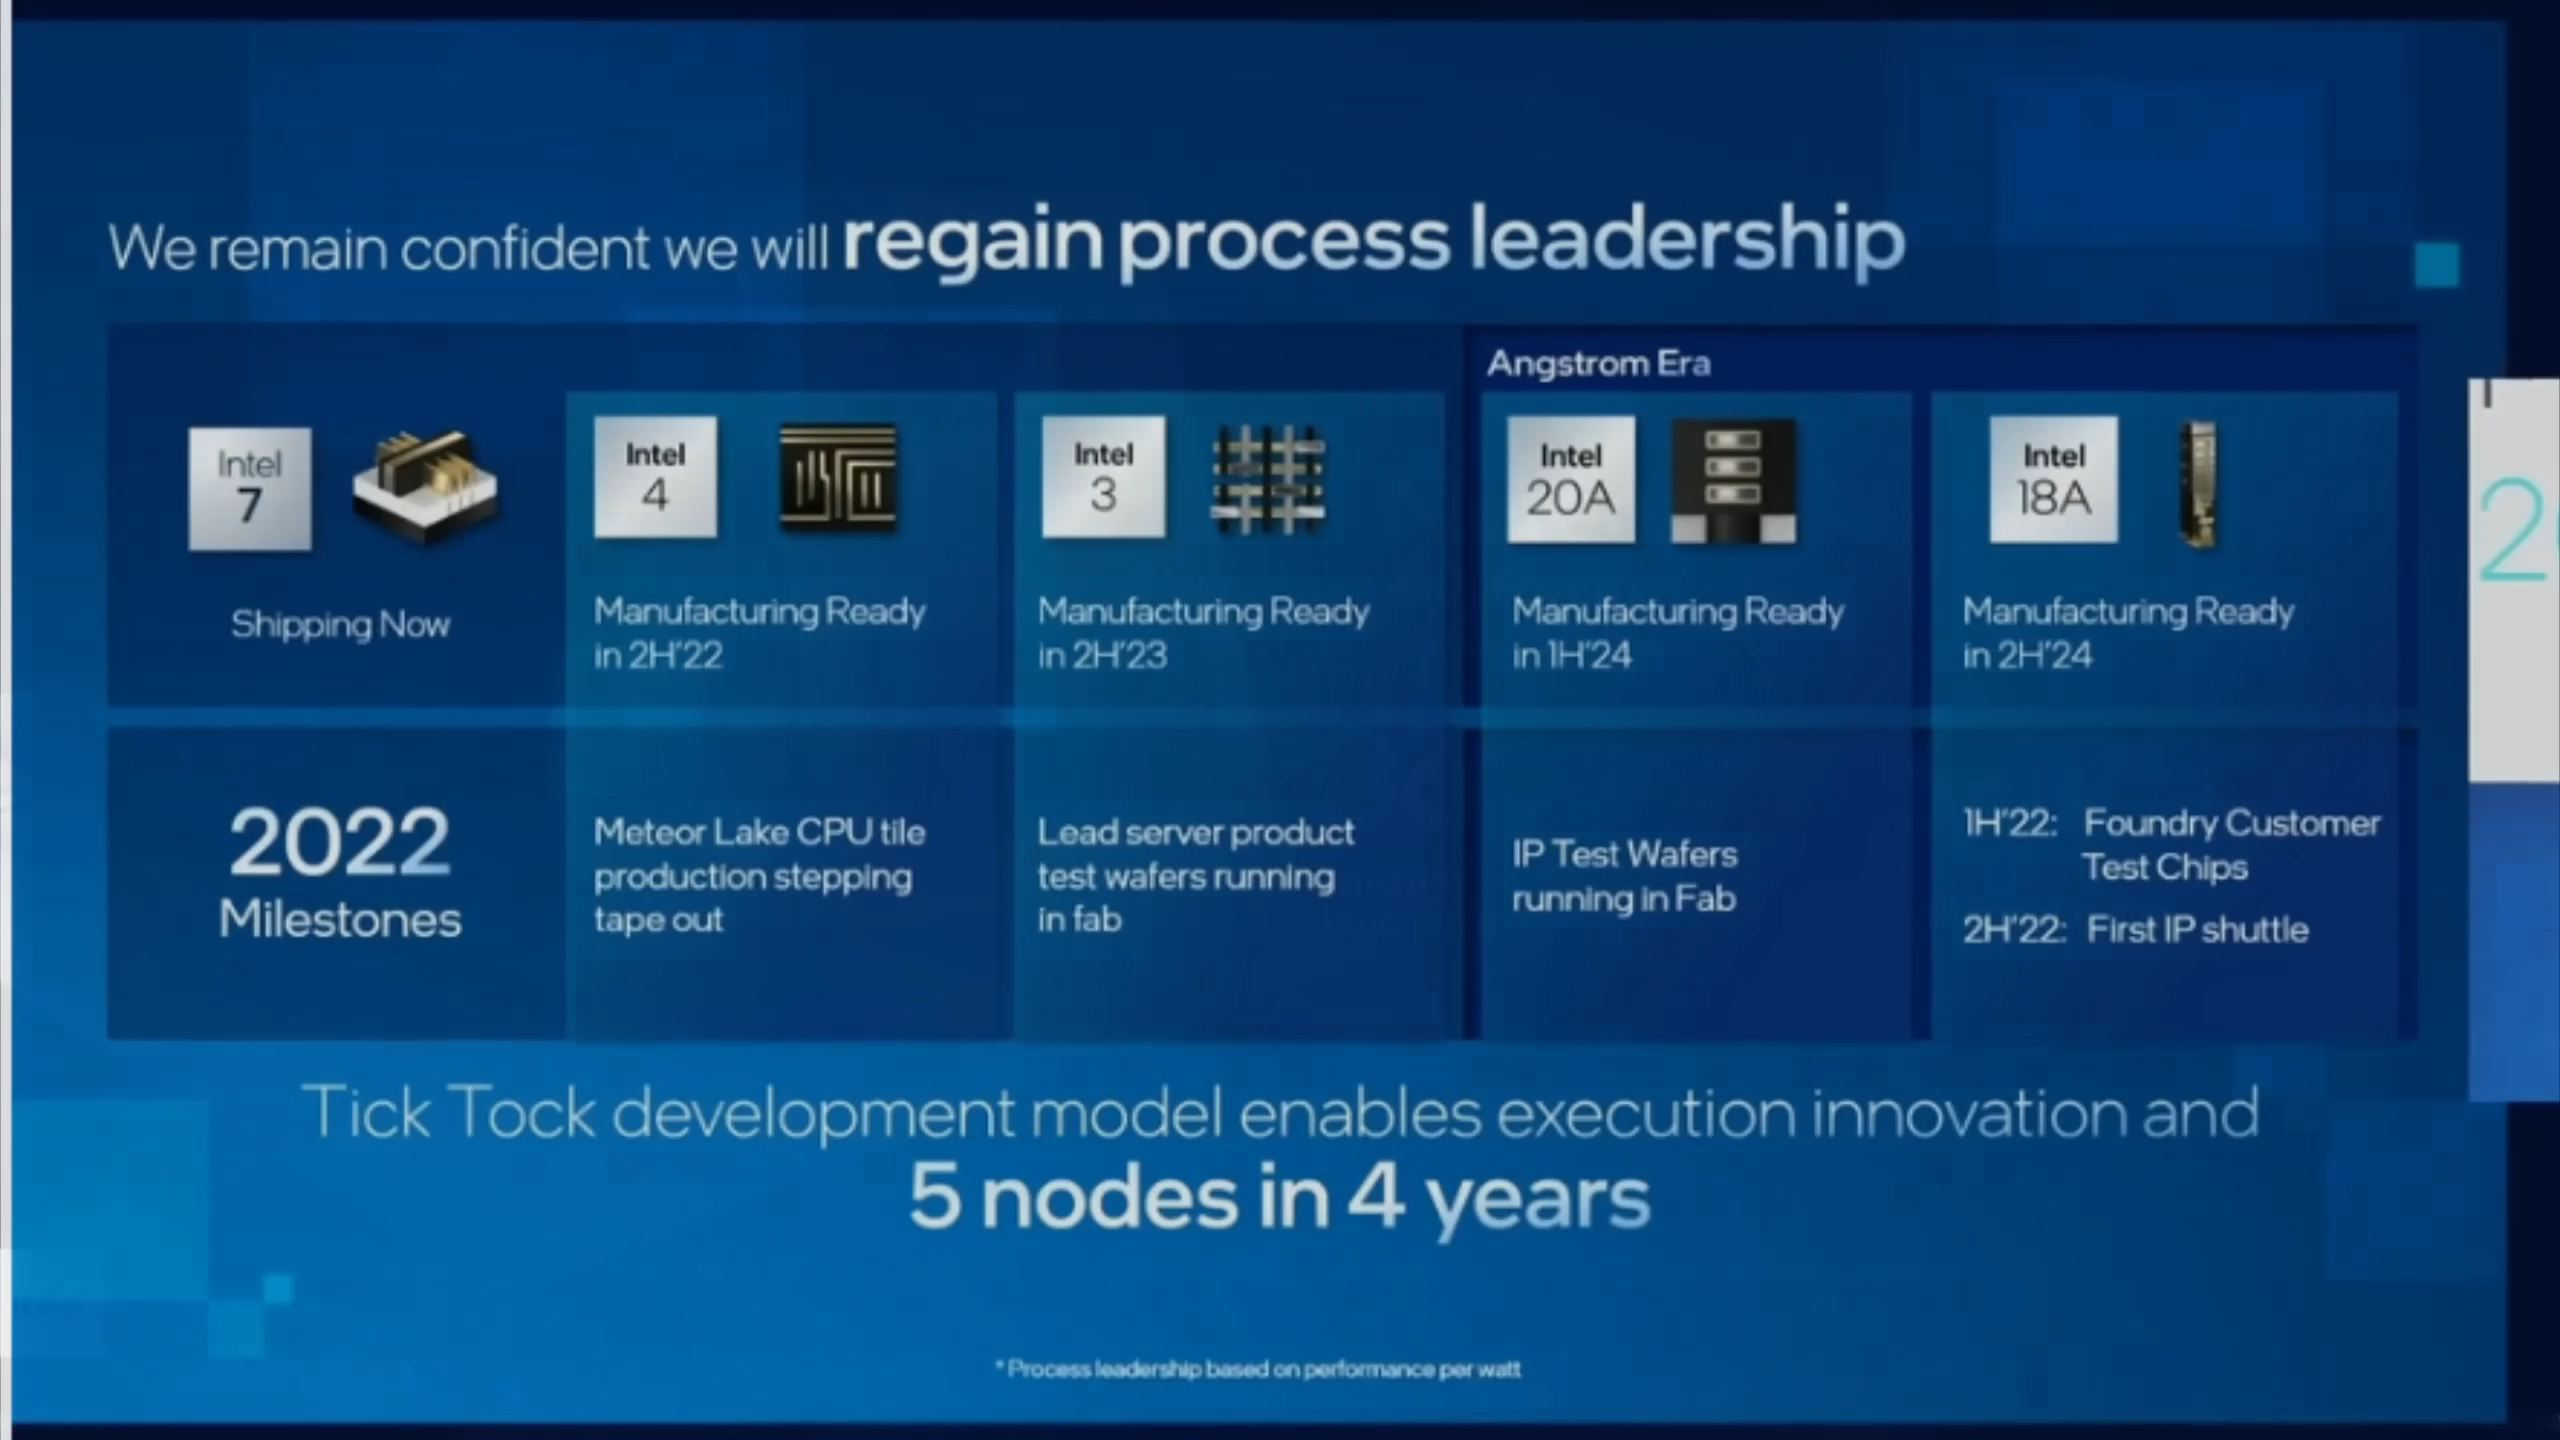 We remain confident we will regain process leadership
Angstrom Era
Intel
7
Shipping Now
Intel
4
Manufacturing Ready
in 2H'22
Intel
3
Manufacturing Ready
in 2H'23
Intel
20A
Manufacturing Ready
in 1H'24
Intel
18A
Manufacturing Ready
in 2H'24
2022
Milestones
Meteor Lake CPU tile
production stepping
tape out
Lead server product
test wafers running
in fab
IP Test Wafers
running in Fab
1H'22: Foundry Customer
Test Chips
2H'22: First IP shuttle
Tick Tock development model enables execution innovation and
5 nodes in 4 years
* Process leadership based on performance per watt